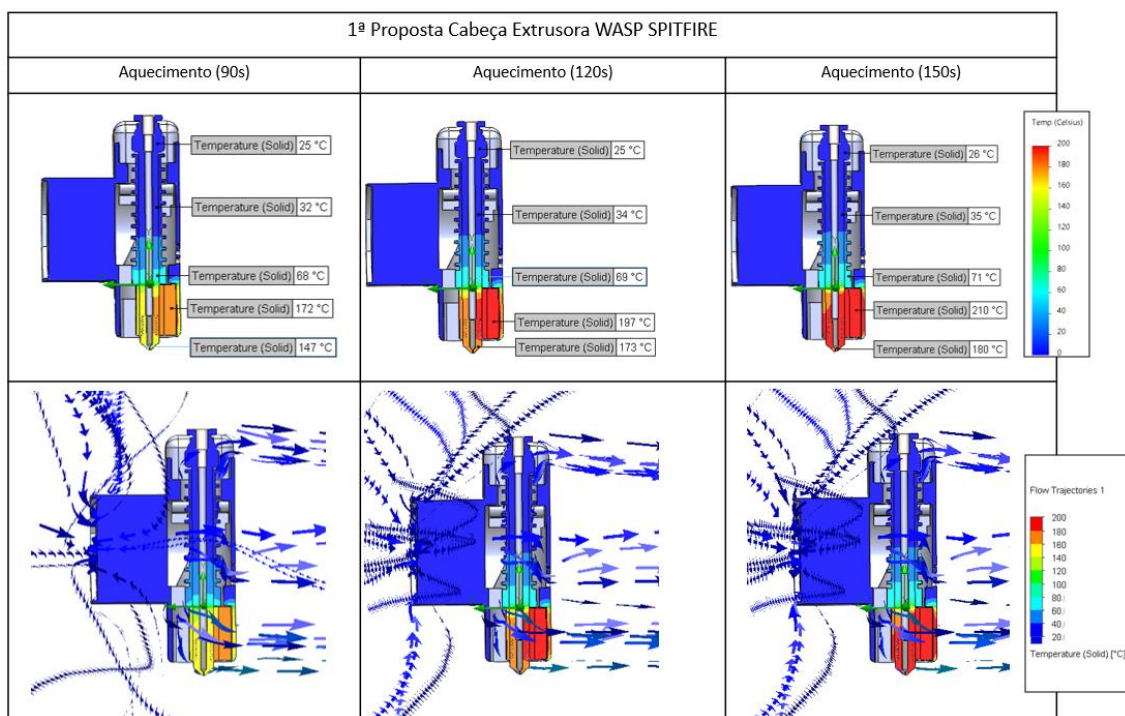 1ª Proposta Cabeça Extrusora WASP SPITFIRE
Aquecimento (90s)
Aquecimento (120s)
Aquecimento (150s)
Temperature (Solid) 25 °C
Temperature (Solid) 32 °C
Temperature (Solid) 68 °C
Temperature (Solid) 172 °C
Temperature (Solid) 147 °C
Temperature (Solid) 25 °C
Temperature (Solid) 34 °C
Temperature (Solid) 69 °C
Temperature (Solid) 197 °C
Temperature (Solid) 173 °C
Temperature (Solid) 26 °C
Temperature (Solid) 35 °C
Temperature (Solid) 71 °C
Temperature (Solid) 210 °C
Temperature (Solid) 180 °C
Temp (Celsius)
200
180
160
140
120
100
80
60
40
20
0
Flow Trajectories 1
200
180
160
140
120
100
80
60
40
20
Temperature (Solid) [°C]